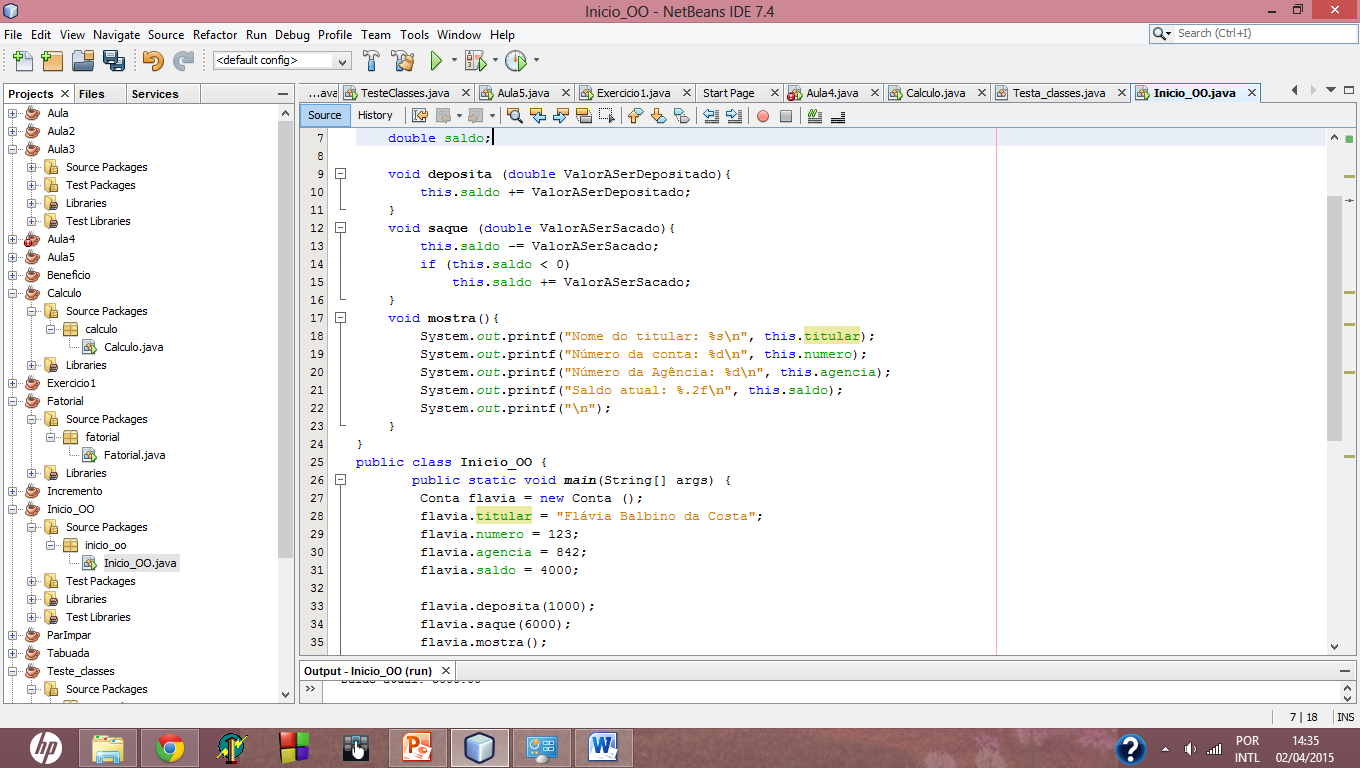 Inicio_OO - NetBeans IDE 7.4
File Edit View Navigate Source Refactor Run Debug Profile Team Tools Window Help
Search (Ctrl+I)
<default config>
Projects Files Services
Aula
Aula2
Aula3
Source Packages
Test Packages
Libraries
Test Libraries
Aula4
Aula5
Beneficio
Calculo
Source Packages
calculo
Calculo.java
Libraries
Exercicio1
Fatorial
Source Packages
fatorial
Fatorial.java
Libraries
Incremento
Inicio_OO
Source Packages
inicio_oo
Inicio_OO.java
Test Packages
Libraries
Test Libraries
ParImpar
Tabuada
Teste_classes
Source Packages
...ava TesteClasses.java Aula5.java Exercicio1.java Start Page Aula4.java Calculo.java Testa_classes.java Inicio_OO.java
Source History
7 double saldo;
8
9 void deposita (double ValorASerDepositado){
10 this.saldo += ValorASerDepositado;
11 }
12 void saque (double ValorASerSacado){
13 this.saldo -= ValorASerSacado;
14 if (this.saldo < 0)
15 this.saldo += ValorASerSacado;
16 }
17 void mostra(){
18 System.out.printf("Nome do titular: %s\n", this.titular);
19 System.out.printf("Número da conta: %d\n", this.numero);
20 System.out.printf("Número da Agência: %d\n", this.agencia);
21 System.out.printf("Saldo atual: %.2f\n", this.saldo);
22 System.out.printf("\n");
23 }
24 }
25 public class Inicio_OO {
26 public static void main(String[] args) {
27 Conta flavia = new Conta ();
28 flavia.titular = "Flávia Balbino da Costa";
29 flavia.numero = 123;
30 flavia.agencia = 842;
31 flavia.saldo = 4000;
32
33 flavia.deposita(1000);
34 flavia.saque(6000);
35 flavia.mostra();
Output - Inicio_OO (run)
7 | 18 INS
POR 14:35
INTL 02/04/2015